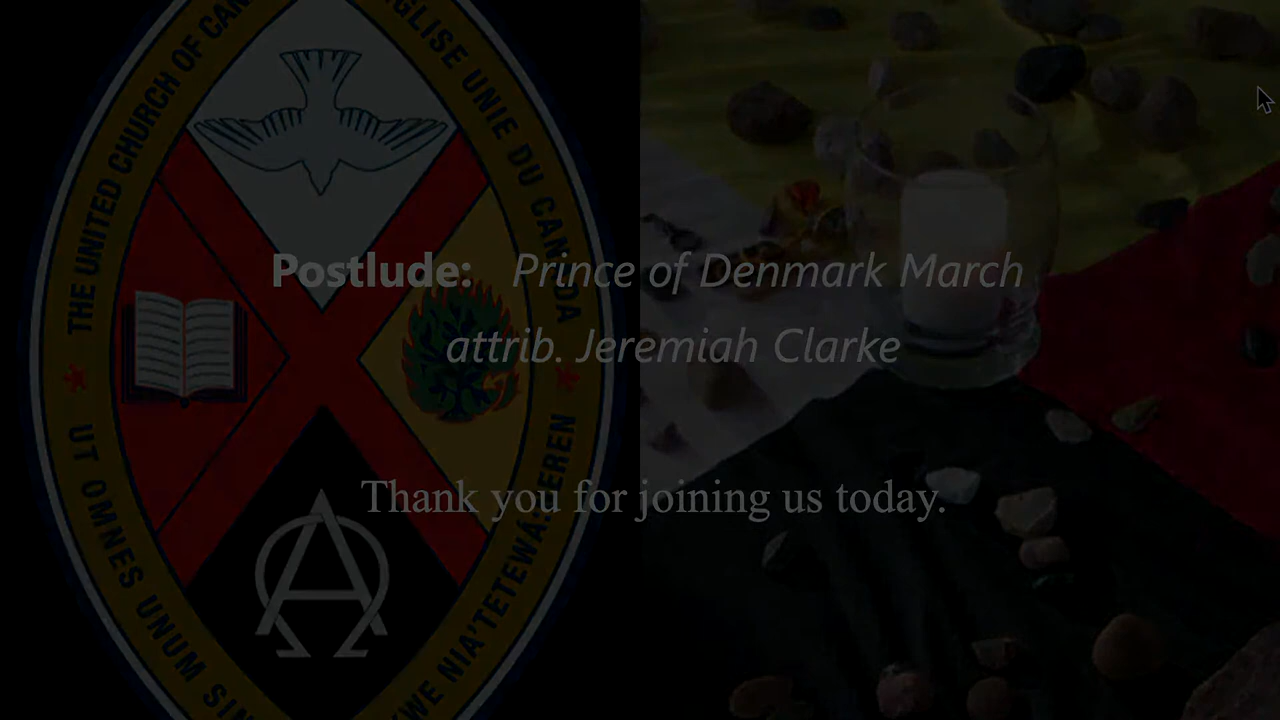 THE UNITED CHURCH OF CAN
GLISE UNIE DU CANADA
Postlude: Prince of Denmark March
attrib. Jeremiah Clarke
Thank you for joining us today.
UT OMNES UNUM SIN
KWE NIA'TETEWÁ:NEREN